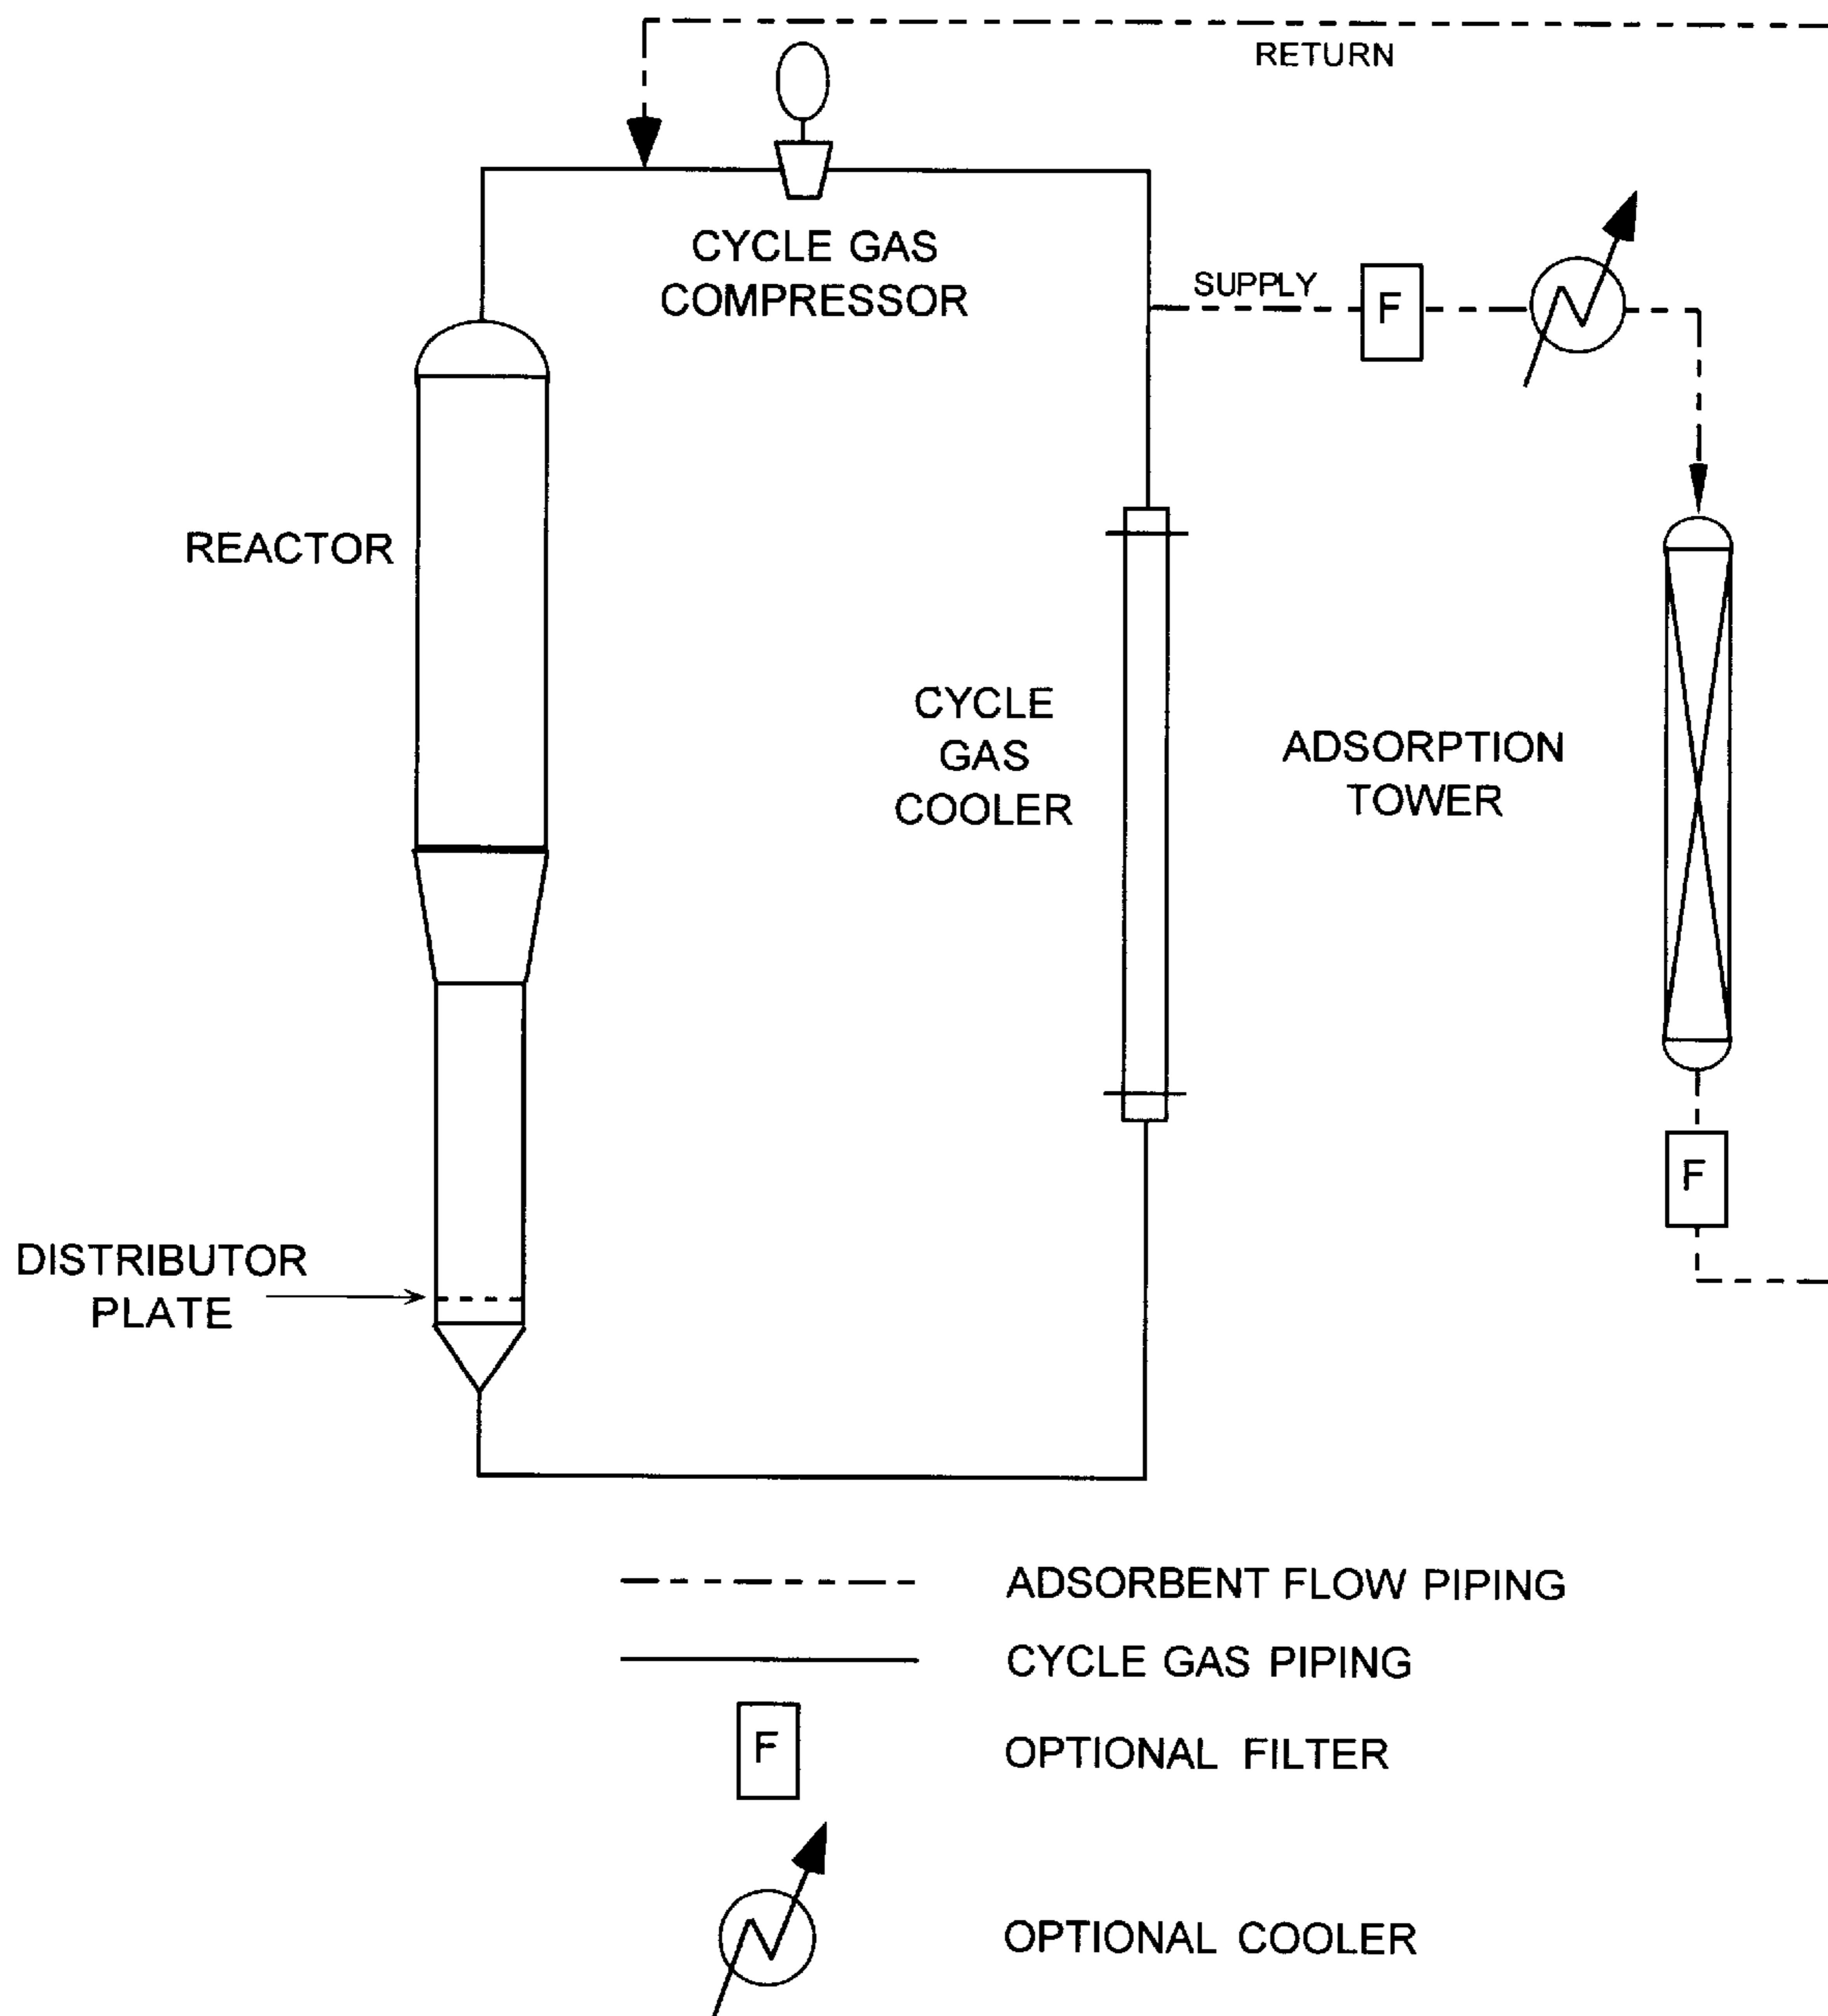 RETURN
CYCLE GAS
COMPRESSOR
SUPPLY
F
REACTOR
CYCLE
GAS
COOLER
ADSORPTION
TOWER
F
DISTRIBUTOR
PLATE
ADSORBENT FLOW PIPING
CYCLE GAS PIPING
F
OPTIONAL FILTER
OPTIONAL COOLER